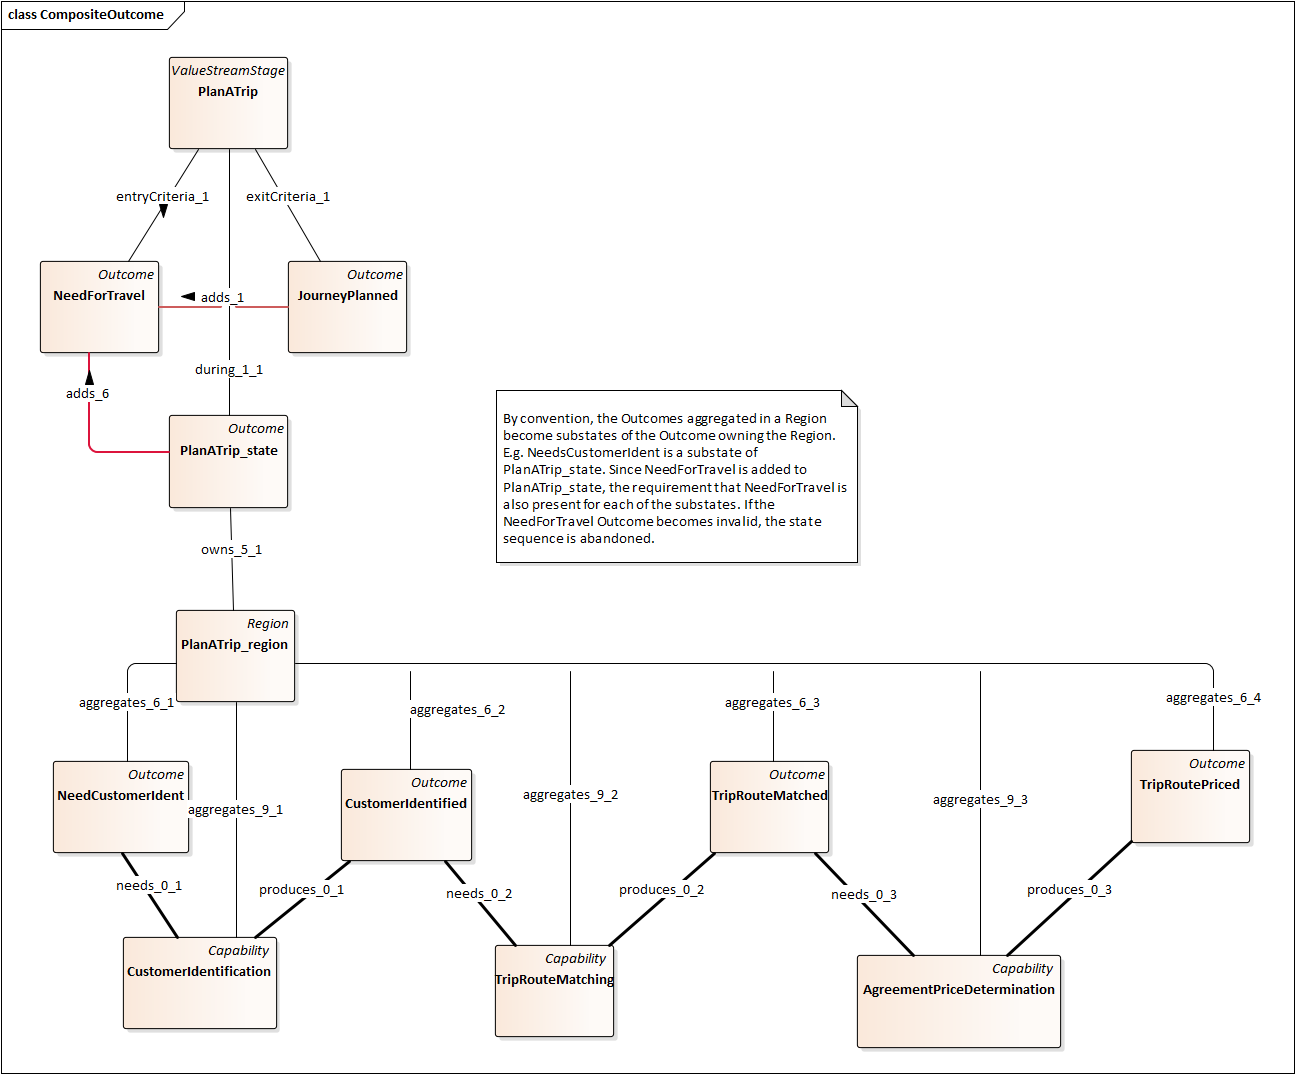 class CompositeOutcome
ValueStreamStage
PlanATrip
entryCriteria_1
exitCriteria_1
Outcome
NeedForTravel
Outcome
JourneyPlanned
adds_1
during_1_1
adds_6
Outcome
PlanATrip_state
By convention, the Outcomes aggregated in a Region
become substates of the Outcome owning the Region.
E.g. NeedsCustomerIdent is a substate of
PlanATrip_state. Since NeedForTravel is added to
PlanATrip_state, the requirement that NeedForTravel is
also present for each of the substates. If the
NeedForTravel Outcome becomes invalid, the state
sequence is abandoned.
owns_5_1
Region
PlanATrip_region
aggregates_6_1
aggregates_6_2
aggregates_6_3
aggregates_6_4
Outcome
NeedCustomerIdent
Outcome
CustomerIdentified
Outcome
TripRouteMatched
Outcome
TripRoutePriced
aggregates_9_1
aggregates_9_2
aggregates_9_3
needs_0_1
produces_0_1
needs_0_2
produces_0_2
needs_0_3
produces_0_3
Capability
CustomerIdentification
Capability
TripRouteMatching
Capability
AgreementPriceDetermination